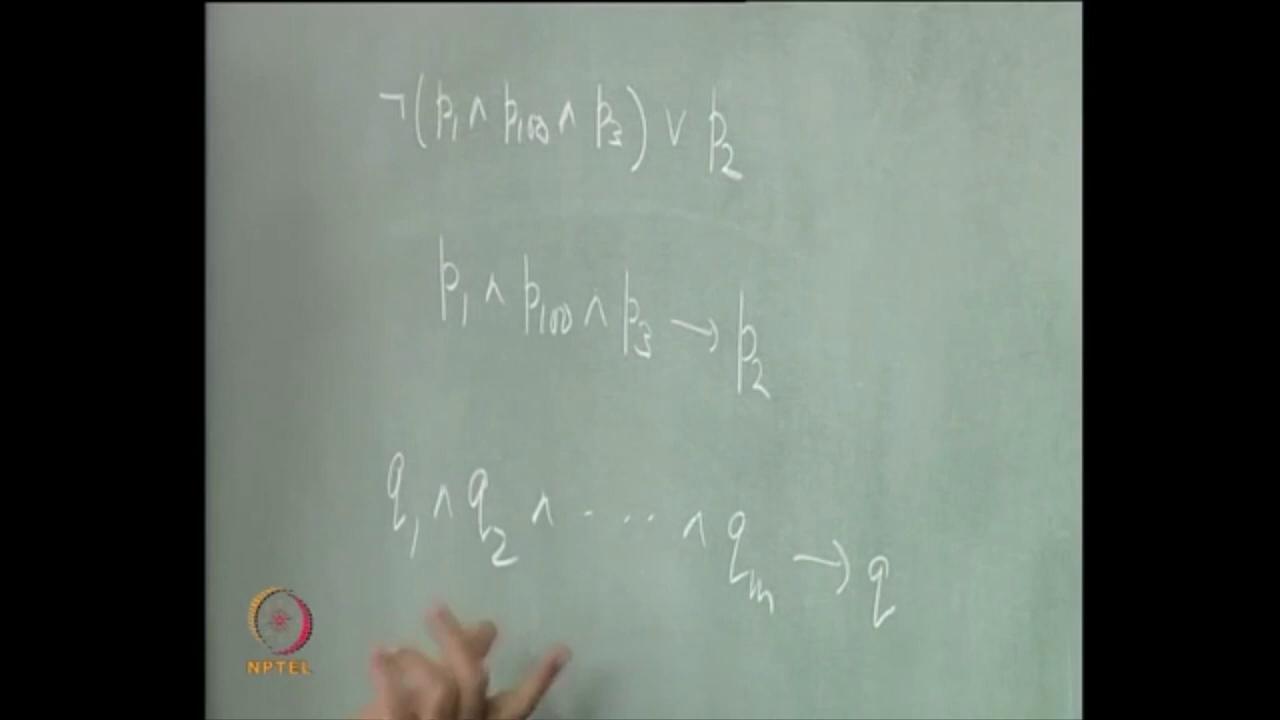 ¬(p₁ ∧ p₁₀₀ ∧ p₃) ∨ p₂
p₁ ∧ p₁₀₀ ∧ p₃ → p₂
q₁ ∧ q₂ ∧ ···· ∧ qₘ → q
NPTEL